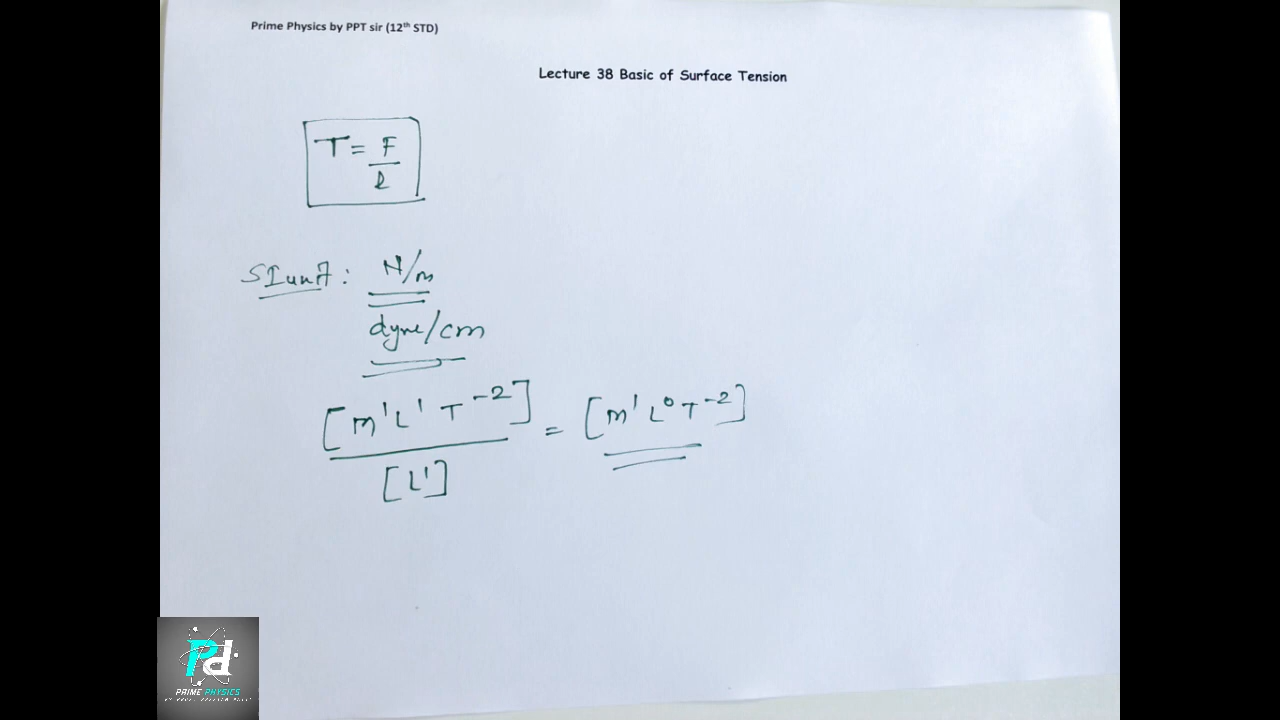 Prime Physics by PPT sir (12th STD)
Lecture 38 Basic of Surface Tension
T = F
l
SI unit : N/m
dyne/cm
[M¹L¹T⁻²] = [M¹L⁰T⁻²]
[L¹]
Pd
PRIME PHYSICS